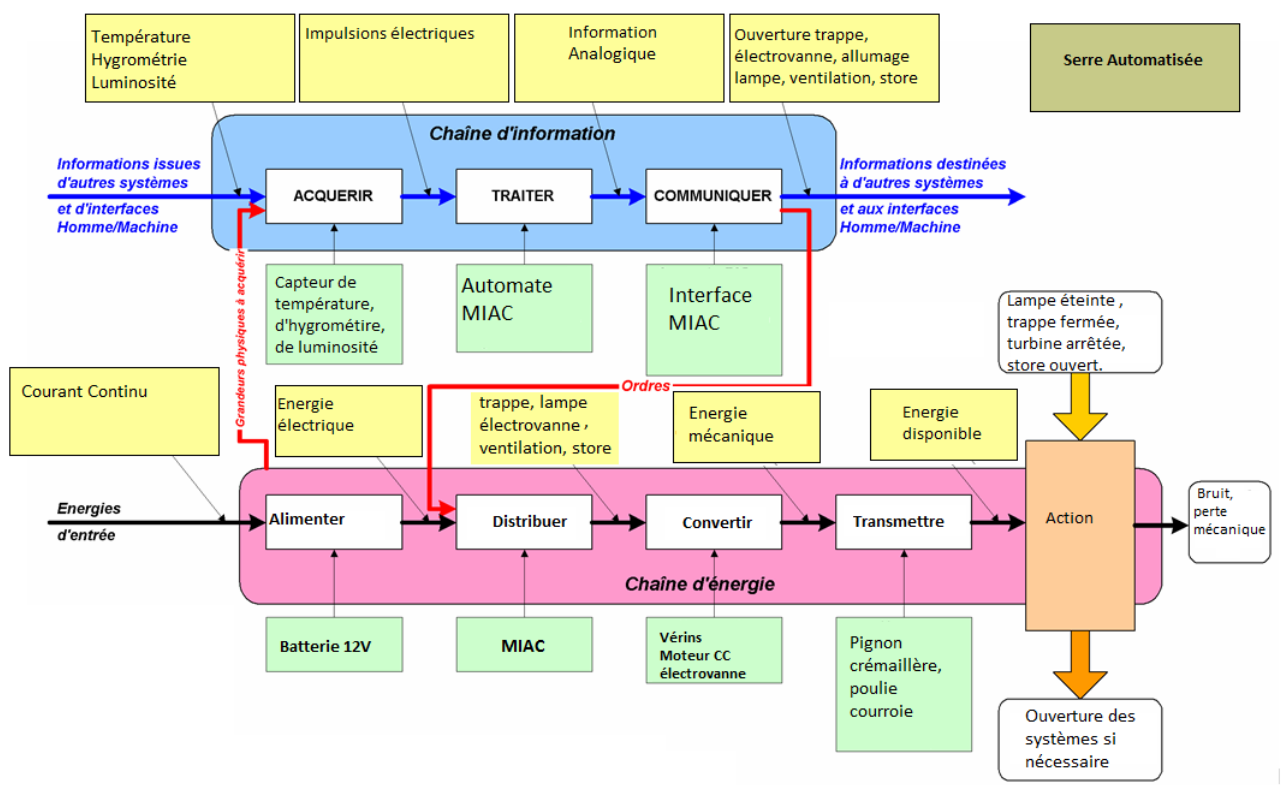 Température
Hygrométrie
Luminosité
Impulsions électriques
Information
Analogique
Ouverture trappe,
électrovanne, allumage
lampe, ventilation, store
Serre Automatisée
Chaîne d'information
Informations issues
d'autres systèmes
et d'interfaces
Homme/Machine
ACQUERIR
TRAITER
COMMUNIQUER
Informations destinées
à d'autres systèmes
et aux interfaces
Homme/Machine
Grandeurs physiques à acquérir
Capteur de
température,
d'hygrométire,
de luminosité
Automate
MIAC
Interface
MIAC
Lampe éteinte ,
trappe fermée,
turbine arrêtée,
store ouvert.
Ordres
Courant Continu
Energie
électrique
trappe, lampe
électrovanne ,
ventilation, store
Energie
mécanique
Energie
disponible
Energies
d'entrée
Alimenter
Distribuer
Convertir
Transmettre
Action
Bruit,
perte
mécanique
Chaîne d'énergie
Batterie 12V
MIAC
Vérins
Moteur CC
électrovanne
Pignon
crémaillère,
poulie
courroie
Ouverture des
systèmes si
nécessaire